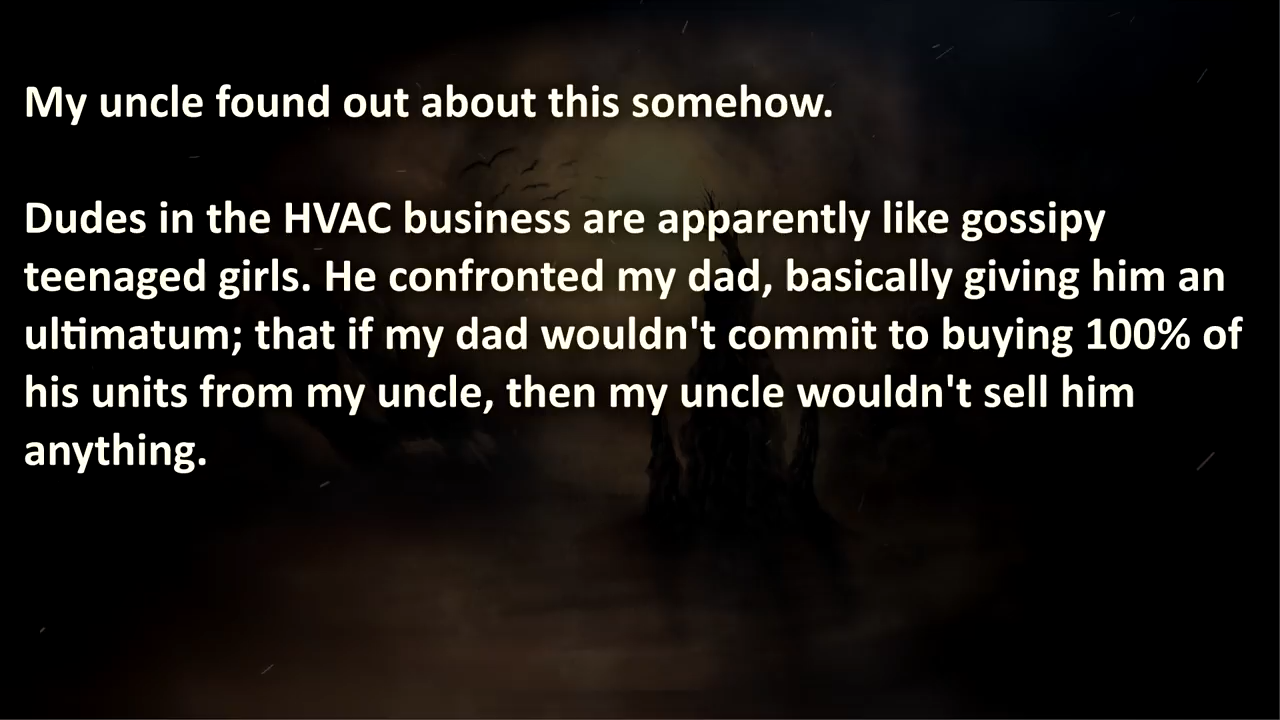 My uncle found out about this somehow.
Dudes in the HVAC business are apparently like gossipy
teenaged girls. He confronted my dad, basically giving him an
ultimatum; that if my dad wouldn't commit to buying 100% of
his units from my uncle, then my uncle wouldn't sell him
anything.